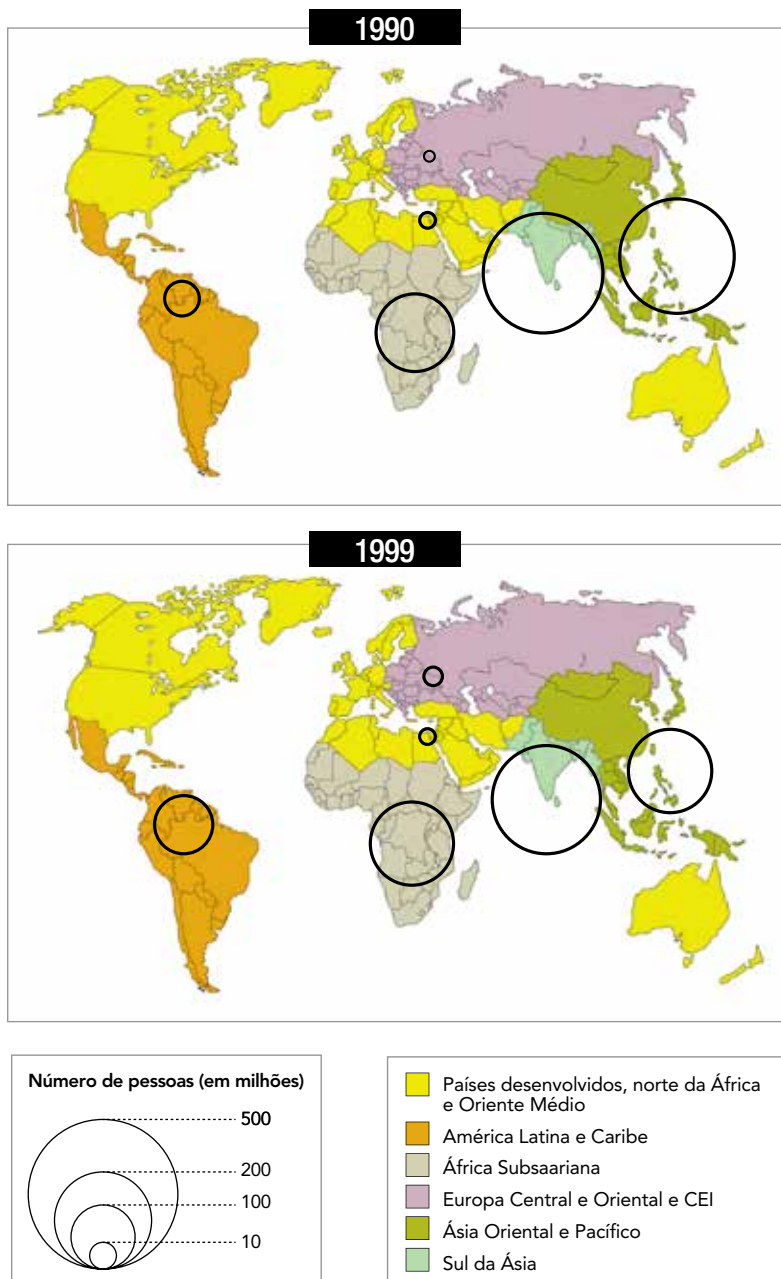 1990
1999
Número de pessoas (em milhões)
500
200
100
10
Países desenvolvidos, norte da África
e Oriente Médio
América Latina e Caribe
África Subsaariana
Europa Central e Oriental e CEI
Ásia Oriental e Pacífico
Sul da Ásia